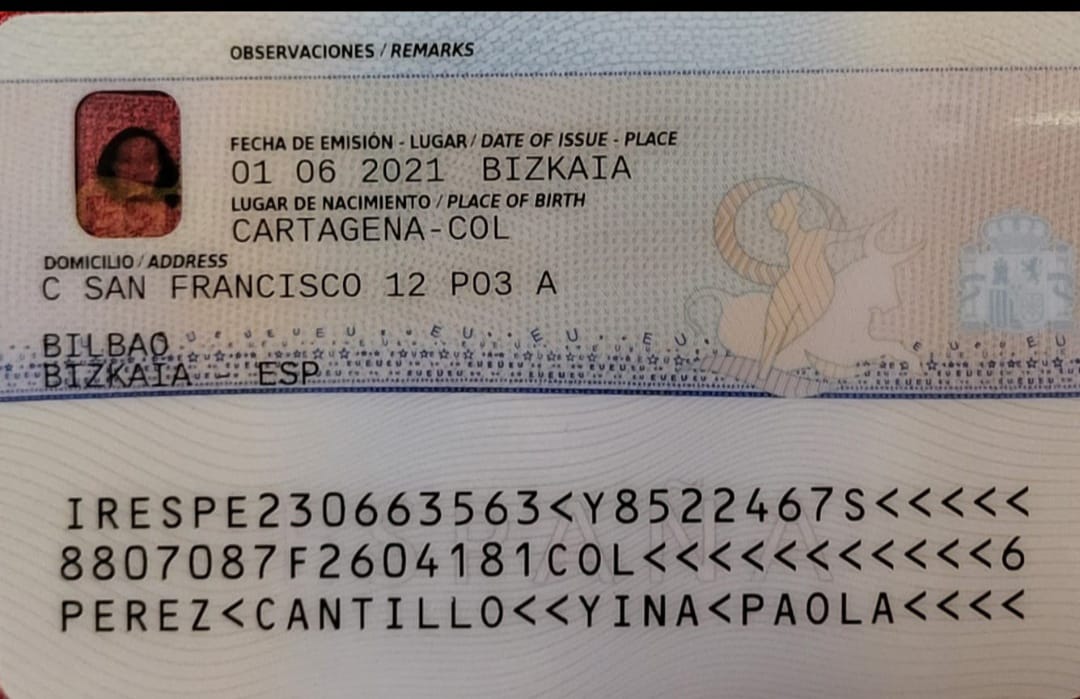 OBSERVACIONES / REMARKS
FECHA DE EMISIÓN - LUGAR / DATE OF ISSUE - PLACE
01 06 2021 BIZKAIA
LUGAR DE NACIMIENTO / PLACE OF BIRTH
CARTAGENA-COL
DOMICILIO / ADDRESS
C SAN FRANCISCO 12 P03 A
BILBAO
BIZKAIA - ESP
ESPAÑA
IRESPE230663563<Y8522467S<<<<<
8807087F2604181COL<<<<<<<<<<<6
PEREZ<CANTILLO<<YINA<PAOLA<<<<